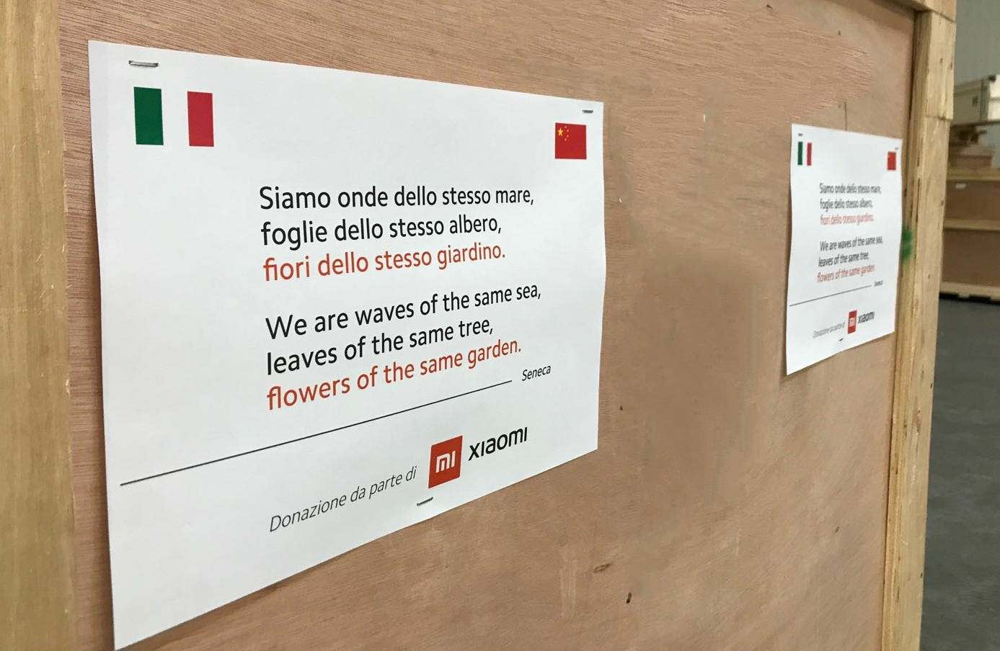 Siamo onde dello stesso mare,
foglie dello stesso albero,
fiori dello stesso giardino.
We are waves of the same sea,
leaves of the same tree,
flowers of the same garden.
Seneca
Donazione da parte di mi xiaomi
Siamo onde dello stesso mare,
foglie dello stesso albero,
fiori dello stesso giardino.
We are waves of the same sea,
leaves of the same tree,
flowers of the same garden.
Seneca
Donazione da parte di mi xiaomi